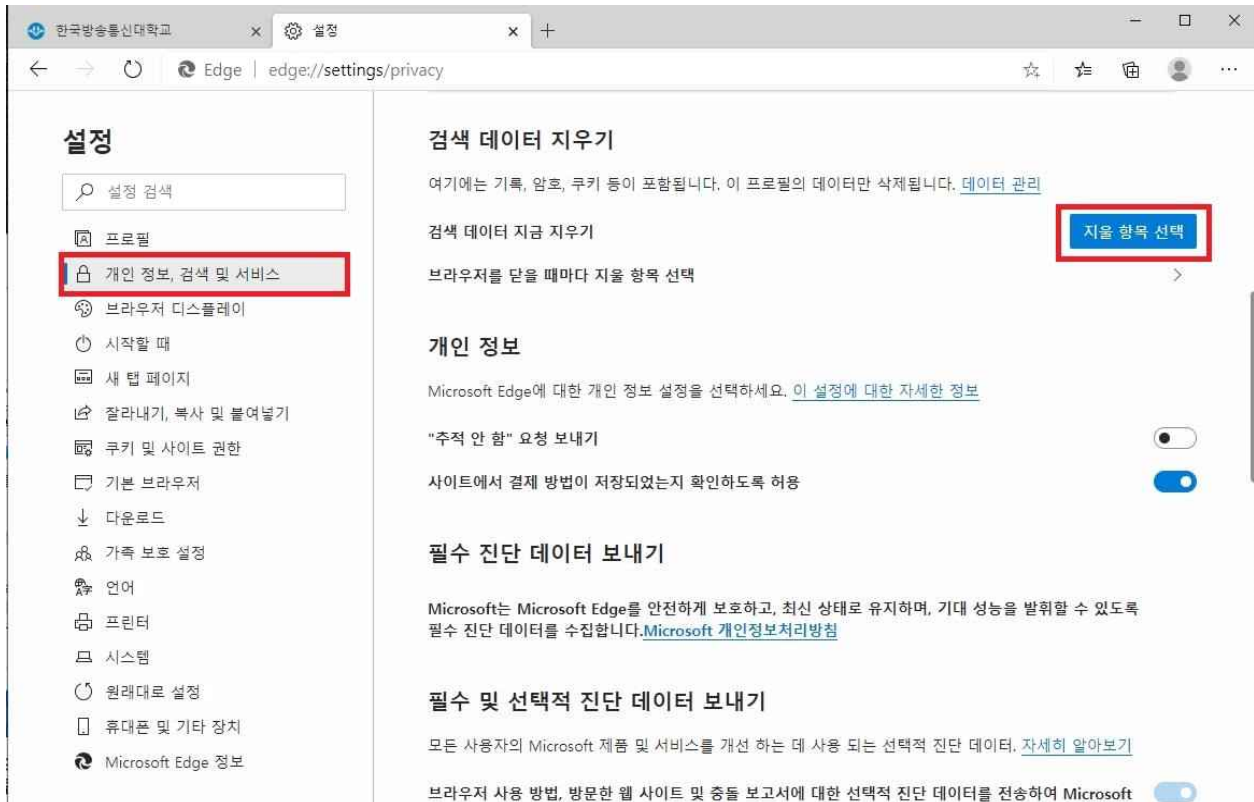 한국방송통신대학교
설정
Edge | edge://settings/privacy
설정
설정 검색
프로필
개인 정보, 검색 및 서비스
브라우저 디스플레이
시작할 때
새 탭 페이지
잘라내기, 복사 및 붙여넣기
쿠키 및 사이트 권한
기본 브라우저
다운로드
가족 보호 설정
언어
프린터
시스템
원래대로 설정
휴대폰 및 기타 장치
Microsoft Edge 정보
검색 데이터 지우기
여기에는 기록, 암호, 쿠키 등이 포함됩니다. 이 프로필의 데이터만 삭제됩니다. 데이터 관리
검색 데이터 지금 지우기
지울 항목 선택
브라우저를 닫을 때마다 지울 항목 선택
개인 정보
Microsoft Edge에 대한 개인 정보 설정을 선택하세요. 이 설정에 대한 자세한 정보
"추적 안 함" 요청 보내기
사이트에서 결제 방법이 저장되었는지 확인하도록 허용
필수 진단 데이터 보내기
Microsoft는 Microsoft Edge를 안전하게 보호하고, 최신 상태로 유지하며, 기대 성능을 발휘할 수 있도록
필수 진단 데이터를 수집합니다.Microsoft 개인정보처리방침
필수 및 선택적 진단 데이터 보내기
모든 사용자의 Microsoft 제품 및 서비스를 개선 하는 데 사용 되는 선택적 진단 데이터. 자세히 알아보기
브라우저 사용 방법, 방문한 웹 사이트 및 충돌 보고서에 대한 선택적 진단 데이터를 전송하여 Microsoft